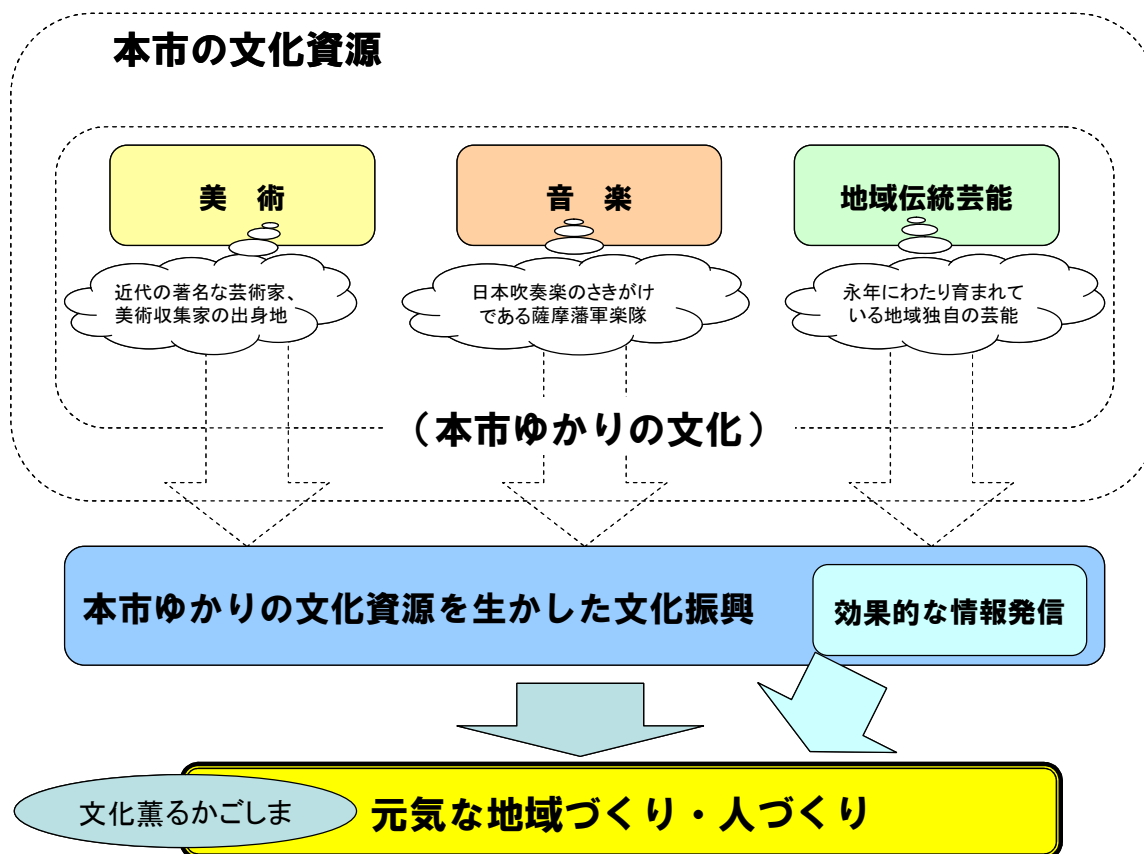 本市の文化資源
美　術
音　楽
地域伝統芸能
近代の著名な芸術家、
美術収集家の出身地
日本吹奏楽のさきがけ
である薩摩藩軍楽隊
永年にわたり育まれて
いる地域独自の芸能
（本市ゆかりの文化）
本市ゆかりの文化資源を生かした文化振興
効果的な情報発信
文化薫るかごしま
元気な地域づくり・人づくり